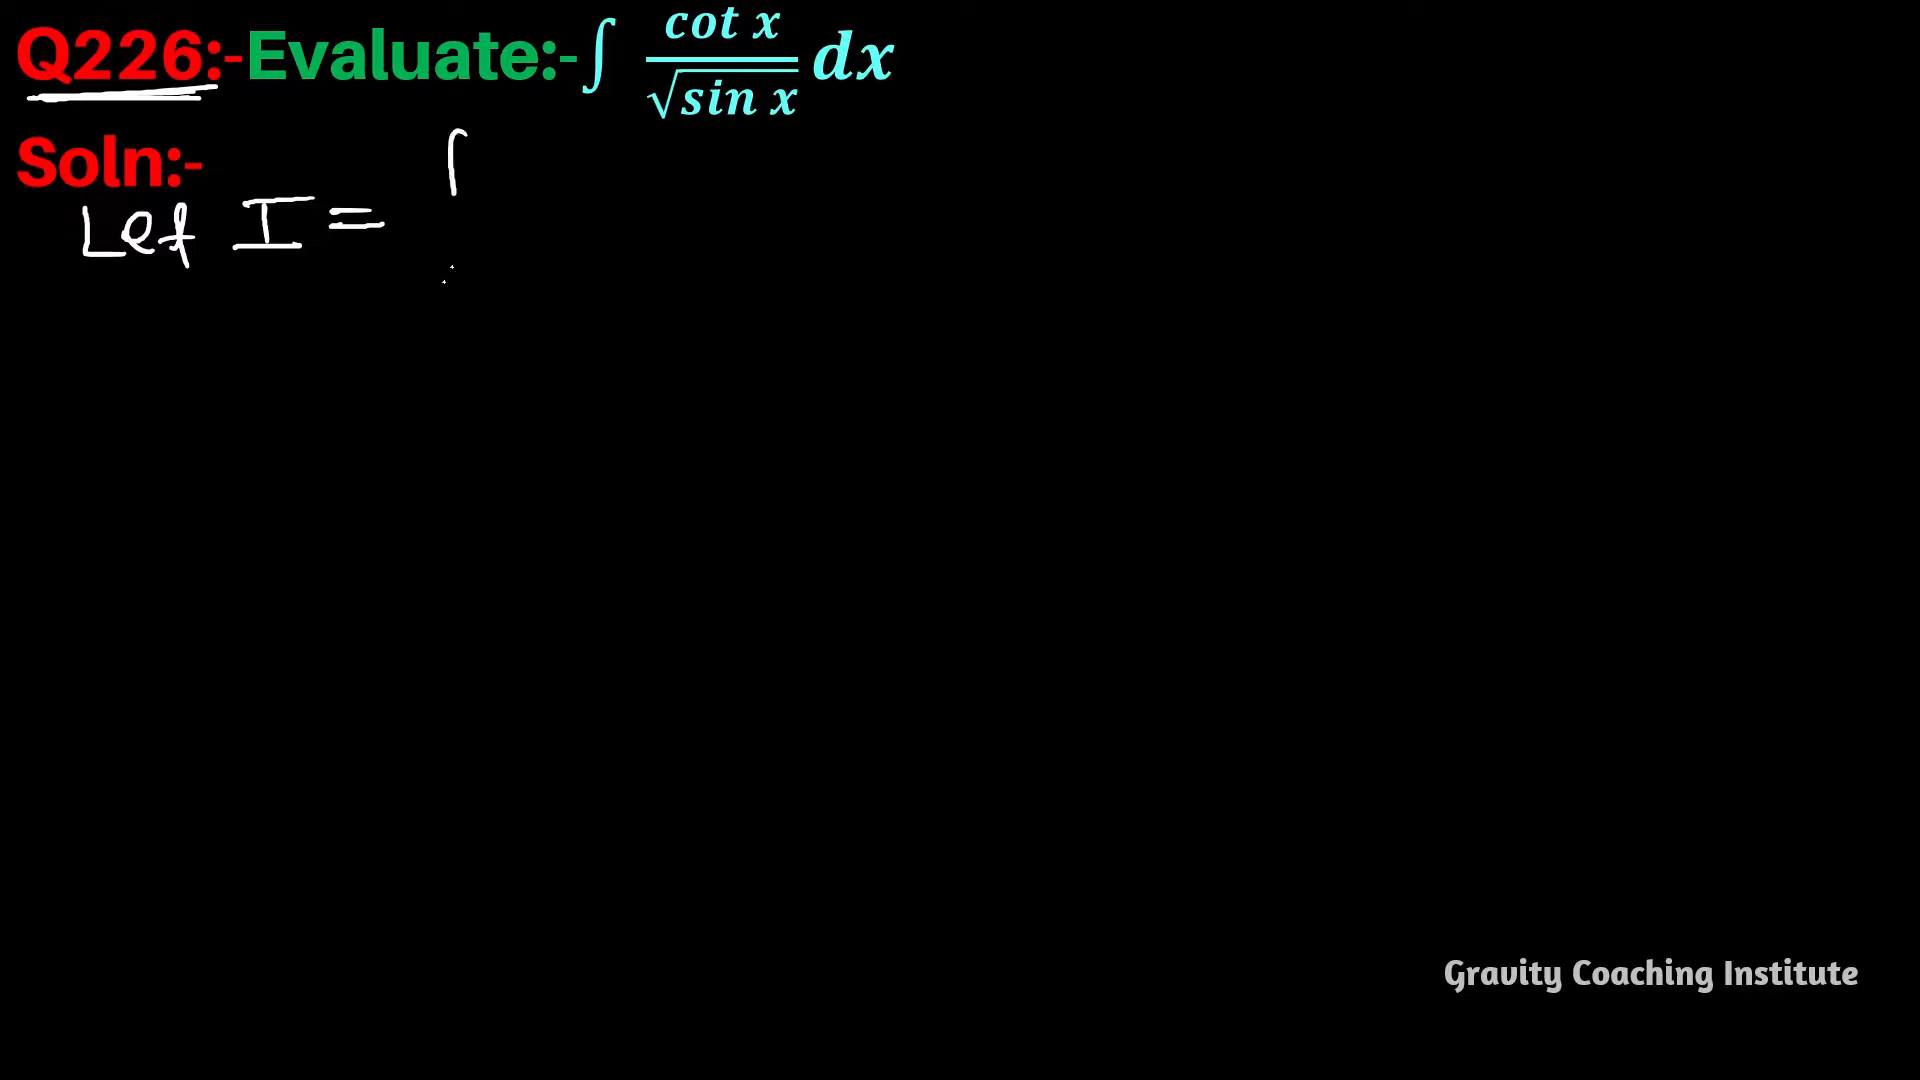 Q226:-Evaluate:-∫ cot x / √sin x dx
Soln:-
Let I = ∫
Gravity Coaching Institute